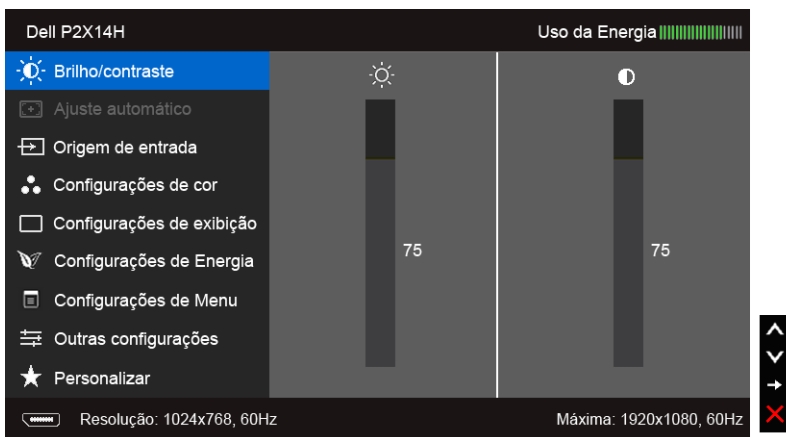 Dell P2X14H
Uso da Energia
Brilho/contraste
Ajuste automático
Origem de entrada
Configurações de cor
Configurações de exibição
Configurações de Energia
Configurações de Menu
Outras configurações
Personalizar
75
75
Resolução: 1024x768, 60Hz
Máxima: 1920x1080, 60Hz